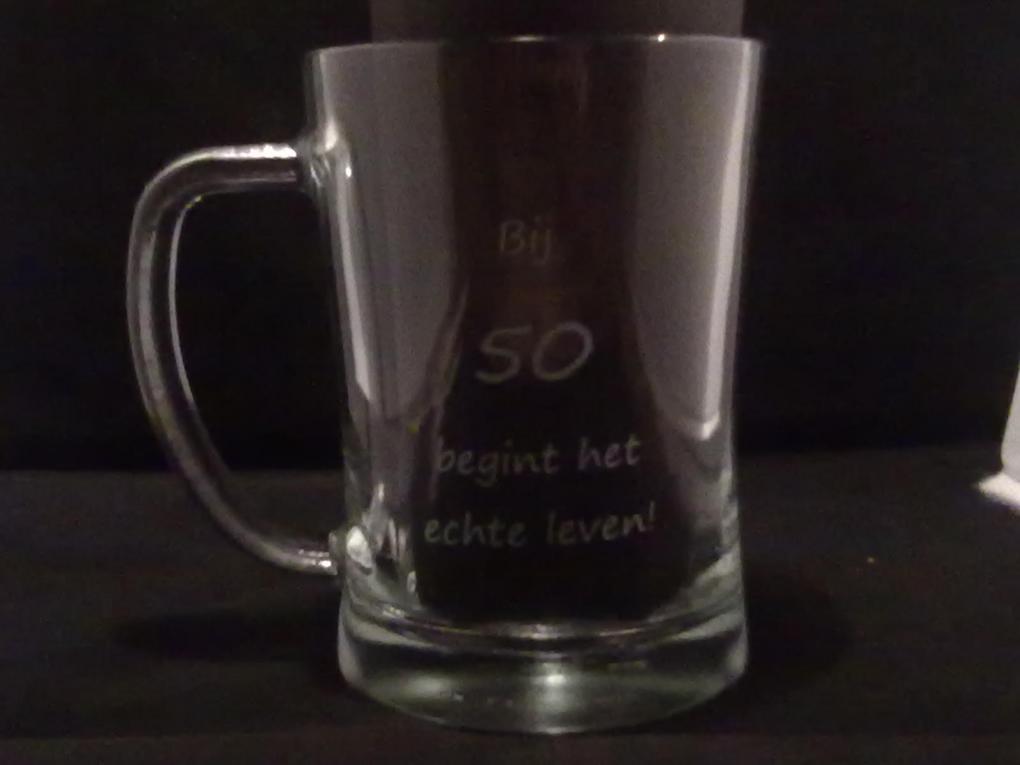 Bij
50
begint het
echte leven!